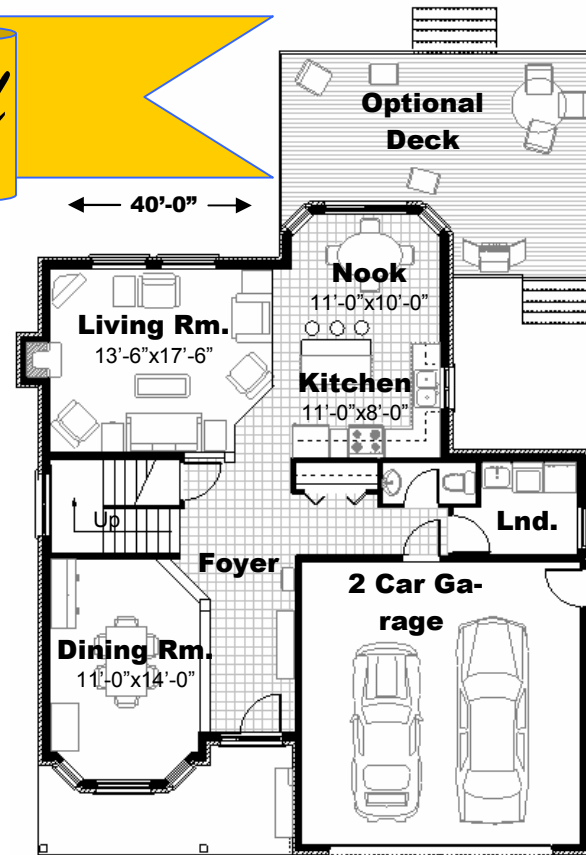 Optional
Deck
40'-0"
Nook
11'-0"x10'-0"
Living Rm.
13'-6"x17'-6"
Kitchen
11'-0"x8'-0"
Up
Lnd.
Foyer
2 Car Ga-
rage
Dining Rm.
11'-0"x14'-0"